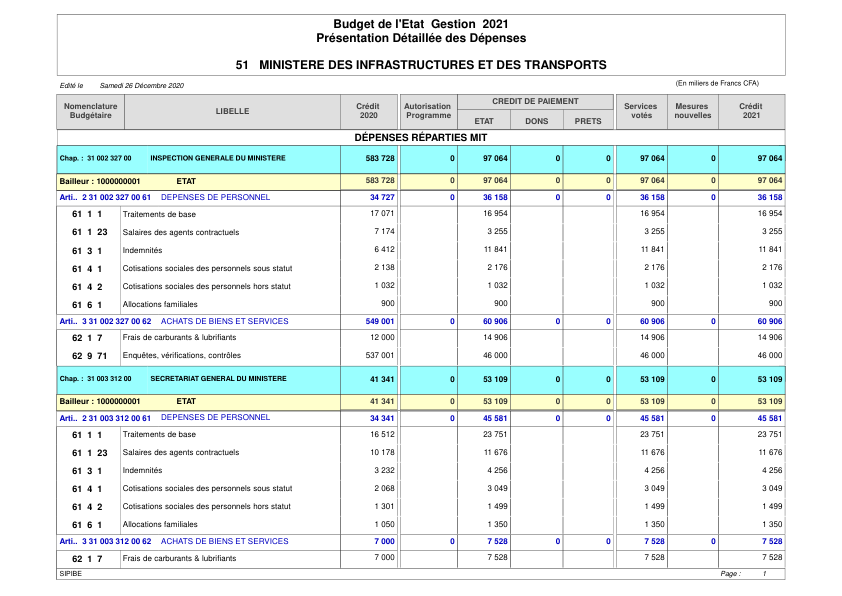 Budget de l'Etat Gestion 2021
Présentation Détaillée des Dépenses
51 MINISTERE DES INFRASTRUCTURES ET DES TRANSPORTS
Edité le Samedi 26 Décembre 2020 (En miliers de Francs CFA)
Nomenclature Budgétaire LIBELLE Crédit 2020 Autorisation Programme CREDIT DE PAIEMENT ETAT DONS PRETS Services votés Mesures nouvelles Crédit 2021
DÉPENSES RÉPARTIES MIT
Chap. : 31 002 327 00 INSPECTION GENERALE DU MINISTERE 583 728 0 97 064 0 0 97 064 0 97 064
Bailleur : 1000000001 ETAT 583 728 0 97 064 0 0 97 064 0 97 064
Arti.. 2 31 002 327 00 61 DEPENSES DE PERSONNEL 34 727 0 36 158 0 0 36 158 0 36 158
61 1 1 Traitements de base 17 071 16 954 16 954 16 954
61 1 23 Salaires des agents contractuels 7 174 3 255 3 255 3 255
61 3 1 Indemnités 6 412 11 841 11 841 11 841
61 4 1 Cotisations sociales des personnels sous statut 2 138 2 176 2 176 2 176
61 4 2 Cotisations sociales des personnels hors statut 1 032 1 032 1 032 1 032
61 6 1 Allocations familiales 900 900 900 900
Arti.. 3 31 002 327 00 62 ACHATS DE BIENS ET SERVICES 549 001 0 60 906 0 0 60 906 0 60 906
62 1 7 Frais de carburants & lubrifiants 12 000 14 906 14 906 14 906
62 9 71 Enquêtes, vérifications, contrôles 537 001 46 000 46 000 46 000
Chap. : 31 003 312 00 SECRETARIAT GENERAL DU MINISTERE 41 341 0 53 109 0 0 53 109 0 53 109
Bailleur : 1000000001 ETAT 41 341 0 53 109 0 0 53 109 0 53 109
Arti.. 2 31 003 312 00 61 DEPENSES DE PERSONNEL 34 341 0 45 581 0 0 45 581 0 45 581
61 1 1 Traitements de base 16 512 23 751 23 751 23 751
61 1 23 Salaires des agents contractuels 10 178 11 676 11 676 11 676
61 3 1 Indemnités 3 232 4 256 4 256 4 256
61 4 1 Cotisations sociales des personnels sous statut 2 068 3 049 3 049 3 049
61 4 2 Cotisations sociales des personnels hors statut 1 301 1 499 1 499 1 499
61 6 1 Allocations familiales 1 050 1 350 1 350 1 350
Arti.. 3 31 003 312 00 62 ACHATS DE BIENS ET SERVICES 7 000 0 7 528 0 0 7 528 0 7 528
62 1 7 Frais de carburants & lubrifiants 7 000 7 528 7 528 7 528
SIPIBE Page : 1